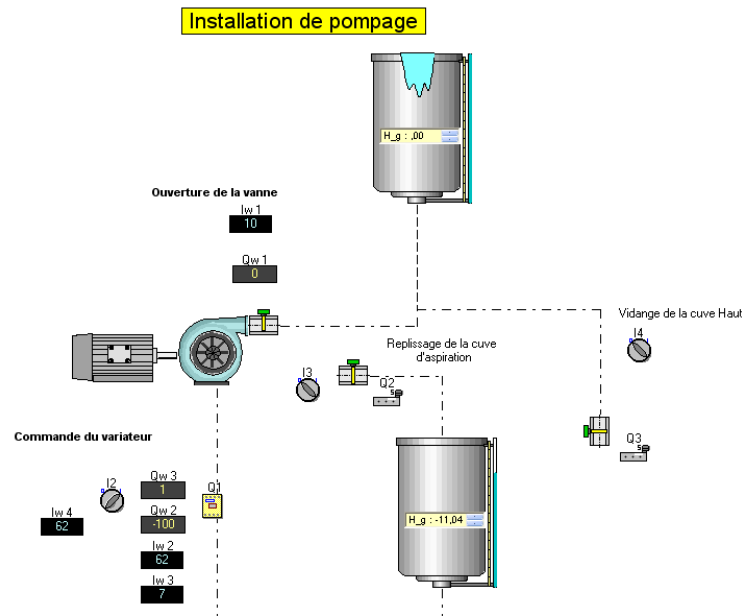 Installation de pompage
H_g : ,00
Ouverture de la vanne
Iw 1
10
Qw 1
0
Vidange de la cuve Haut
I4
Replissage de la cuve
d'aspiration
I3
Q2
Q3
Commande du variateur
I2
Qw 3
1
Q1
Iw 4
62
Qw 2
-100
H_g : -11,04
Iw 2
62
Iw 3
7